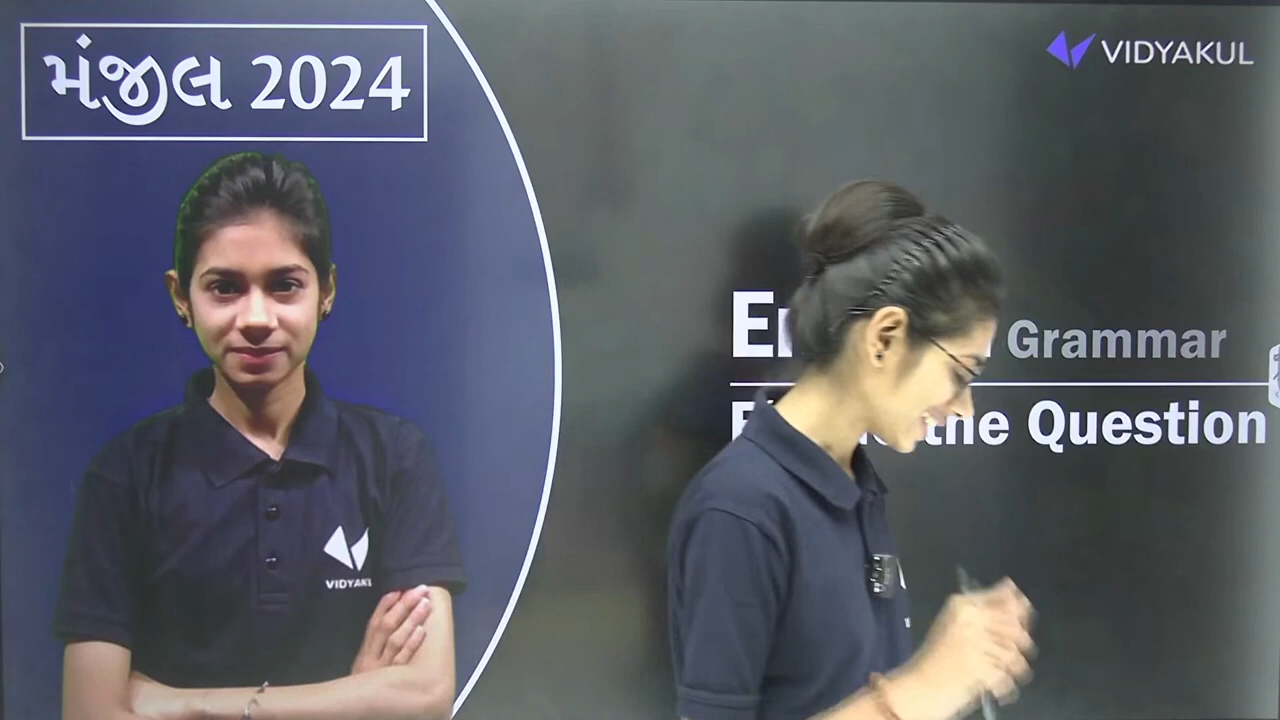 મંજીલ 2024
VIDYAKUL
Grammar
the Question
VIDYAKUL